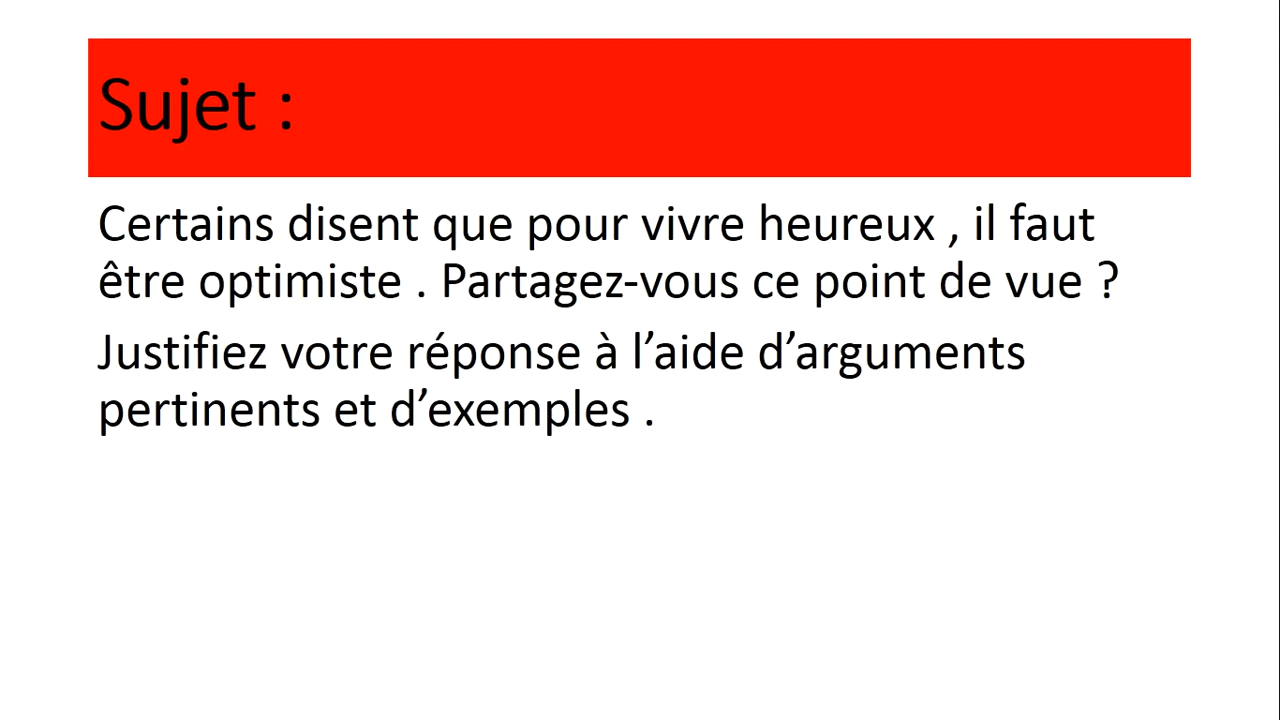 Sujet :
Certains disent que pour vivre heureux , il faut
être optimiste . Partagez-vous ce point de vue ?
Justifiez votre réponse à l’aide d’arguments
pertinents et d’exemples .